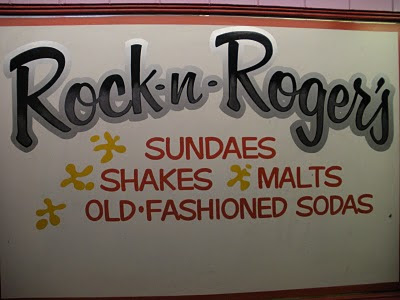 Rock-n-Roger's
SUNDAES
SHAKES MALTS
OLD-FASHIONED SODAS